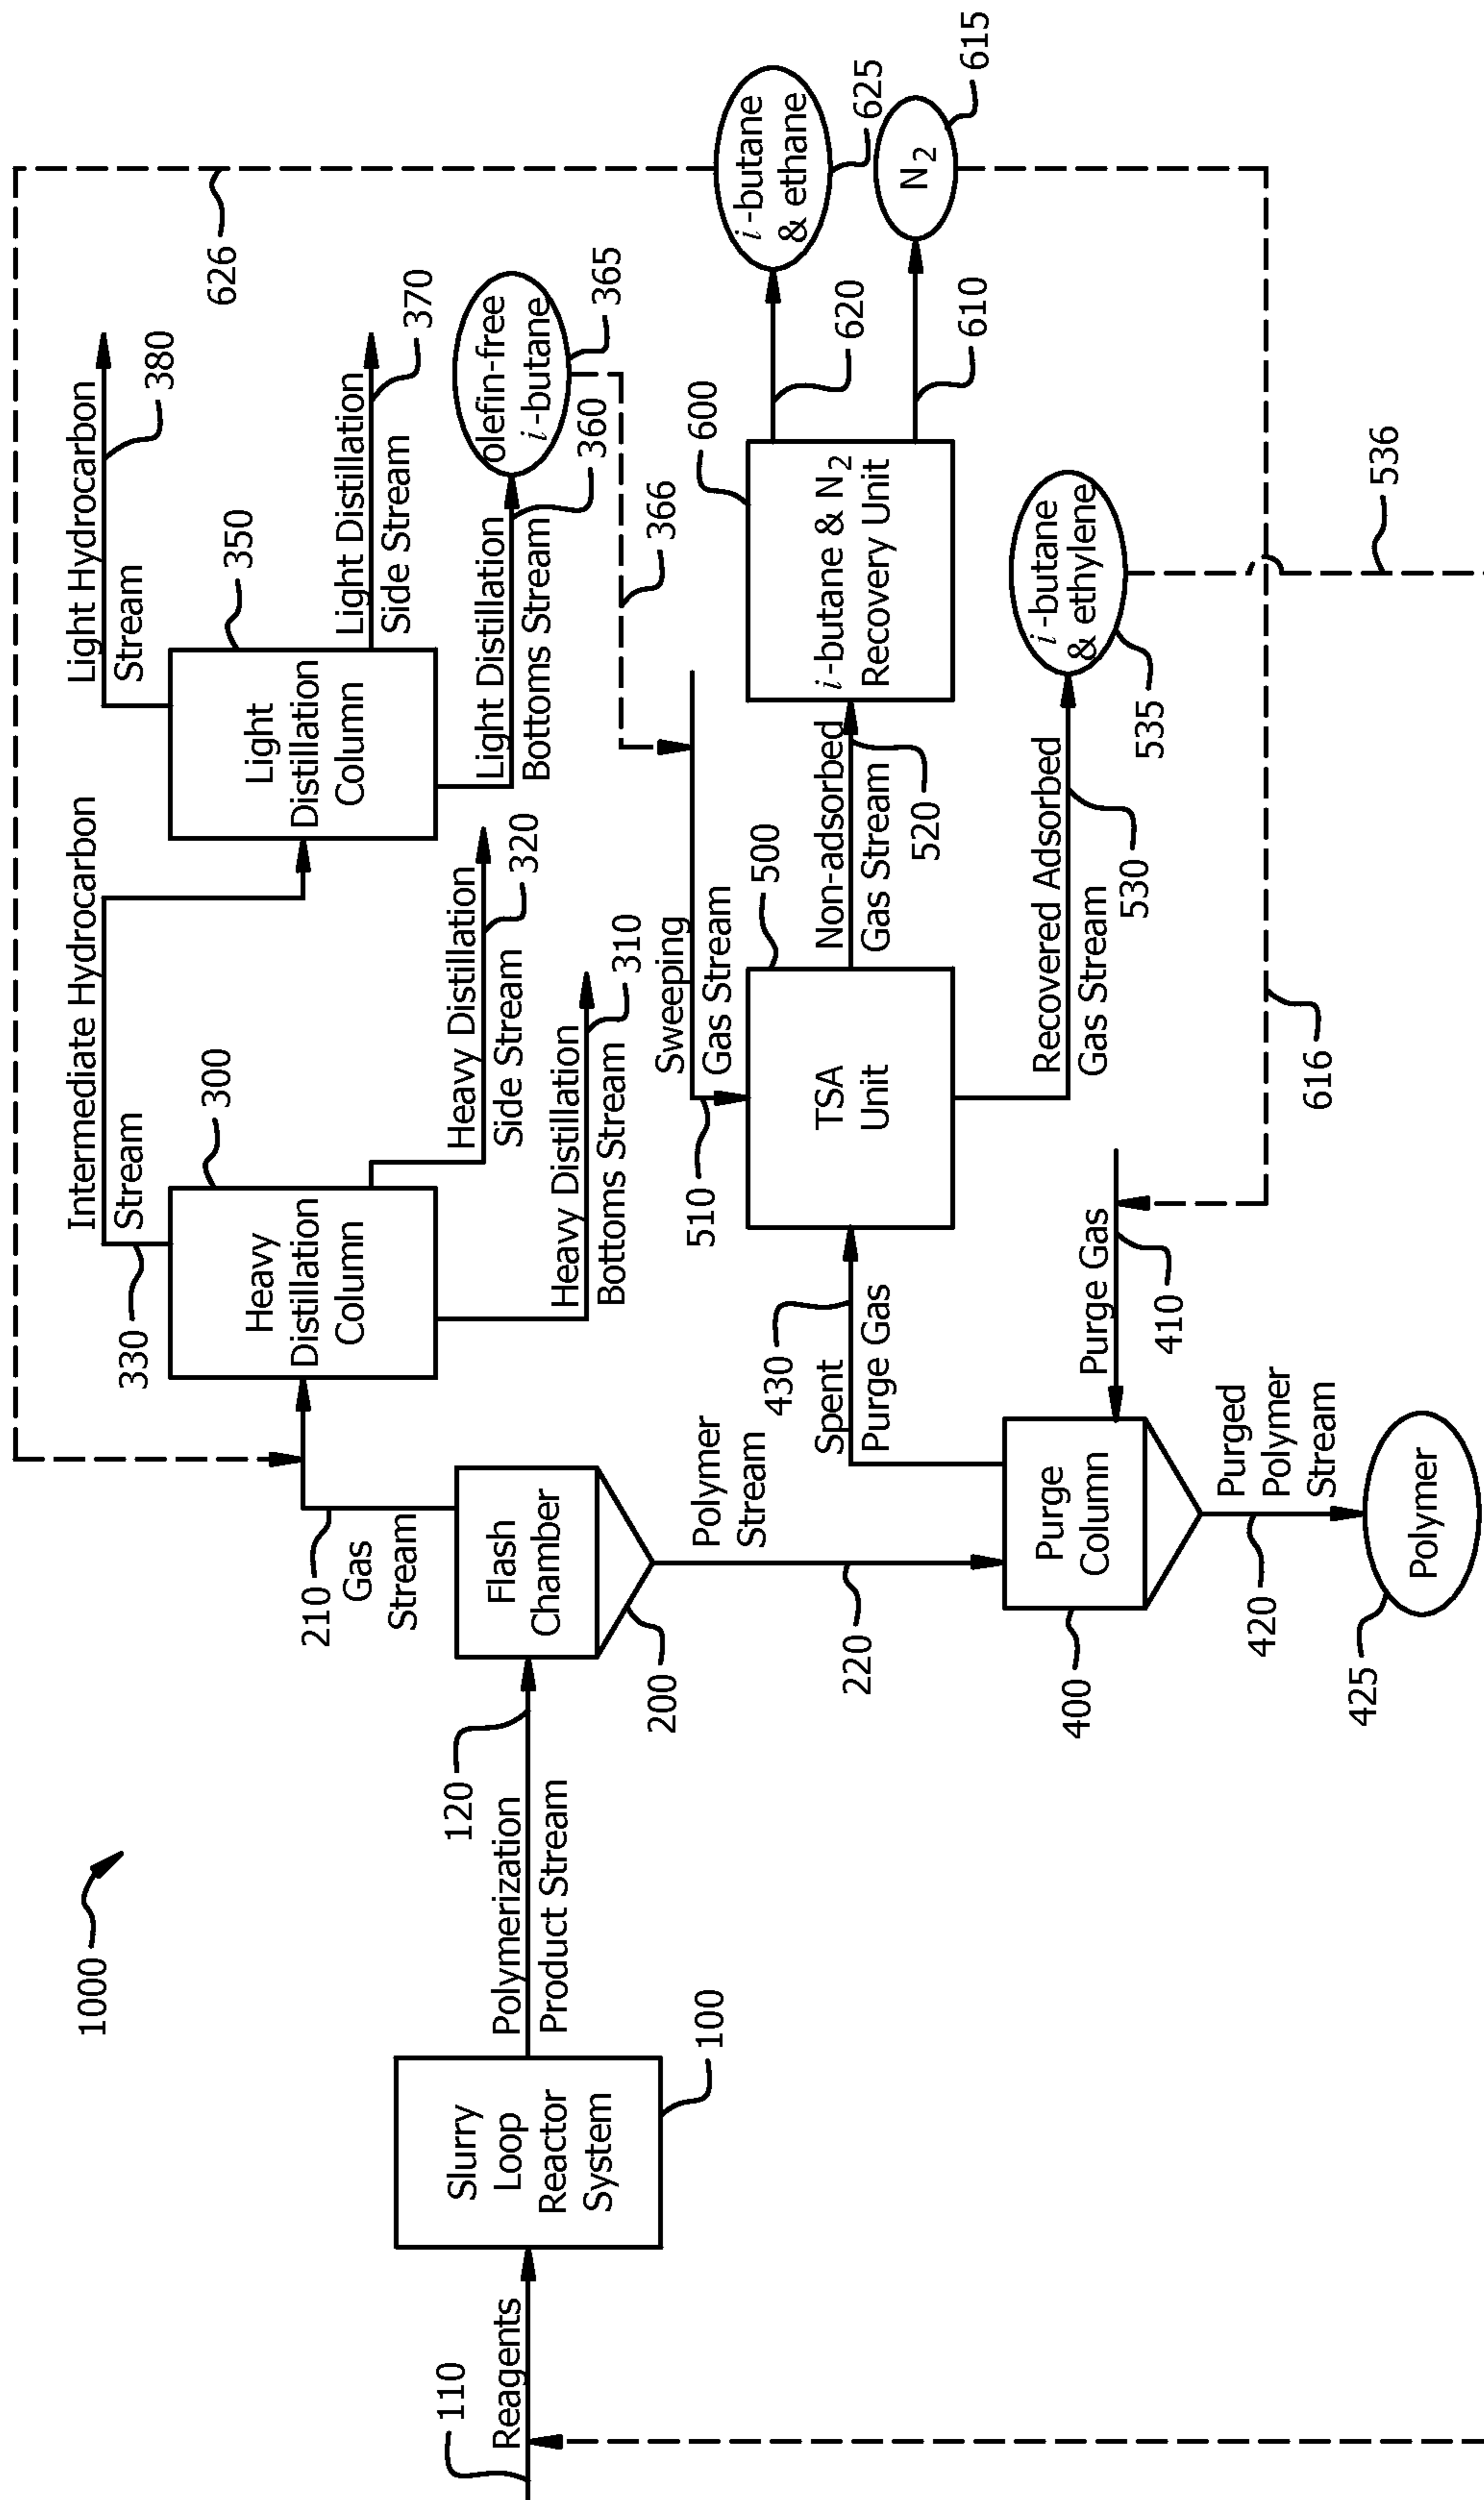 1000
110
Reagents
Slurry
Loop
Reactor
System
100
Polymerization
Product Stream
120
Flash
Chamber
200
210
Gas
Stream
Polymer
Stream
220
Heavy
Distillation
Column
300
330
Intermediate Hydrocarbon
Stream
Heavy Distillation
Side Stream
320
Heavy Distillation
Bottoms Stream
310
Light
Distillation
Column
350
Light Hydrocarbon
Stream
380
Light Distillation
Side Stream
370
Light Distillation
Bottoms Stream
360
olefin-free
i-butane
365
366
626
Purge
Column
400
Purge Gas
410
Purged
Polymer
Stream
420
Polymer
425
Spent
Purge Gas
430
TSA
Unit
500
Sweeping
Gas Stream
510
Non-adsorbed
Gas Stream
520
Recovered Adsorbed
Gas Stream
530
i-butane
& ethylene
535
536
i-butane & N2
Recovery Unit
600
620
610
i-butane
& ethane
625
N2
615
616